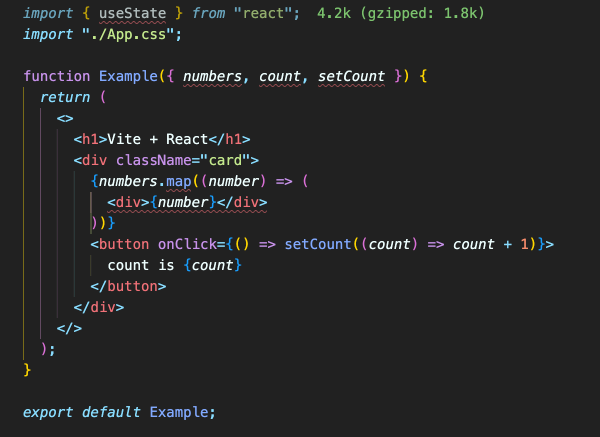 import { useState } from "react"; 4.2k (gzipped: 1.8k)
import "./App.css";
function Example({ numbers, count, setCount }) {
return (
<>
<h1>Vite + React</h1>
<div className="card">
{numbers.map((number) => (
<div>{number}</div>
))}
<button onClick={() => setCount((count) => count + 1)}>
count is {count}
</button>
</div>
</>
);
}
export default Example;